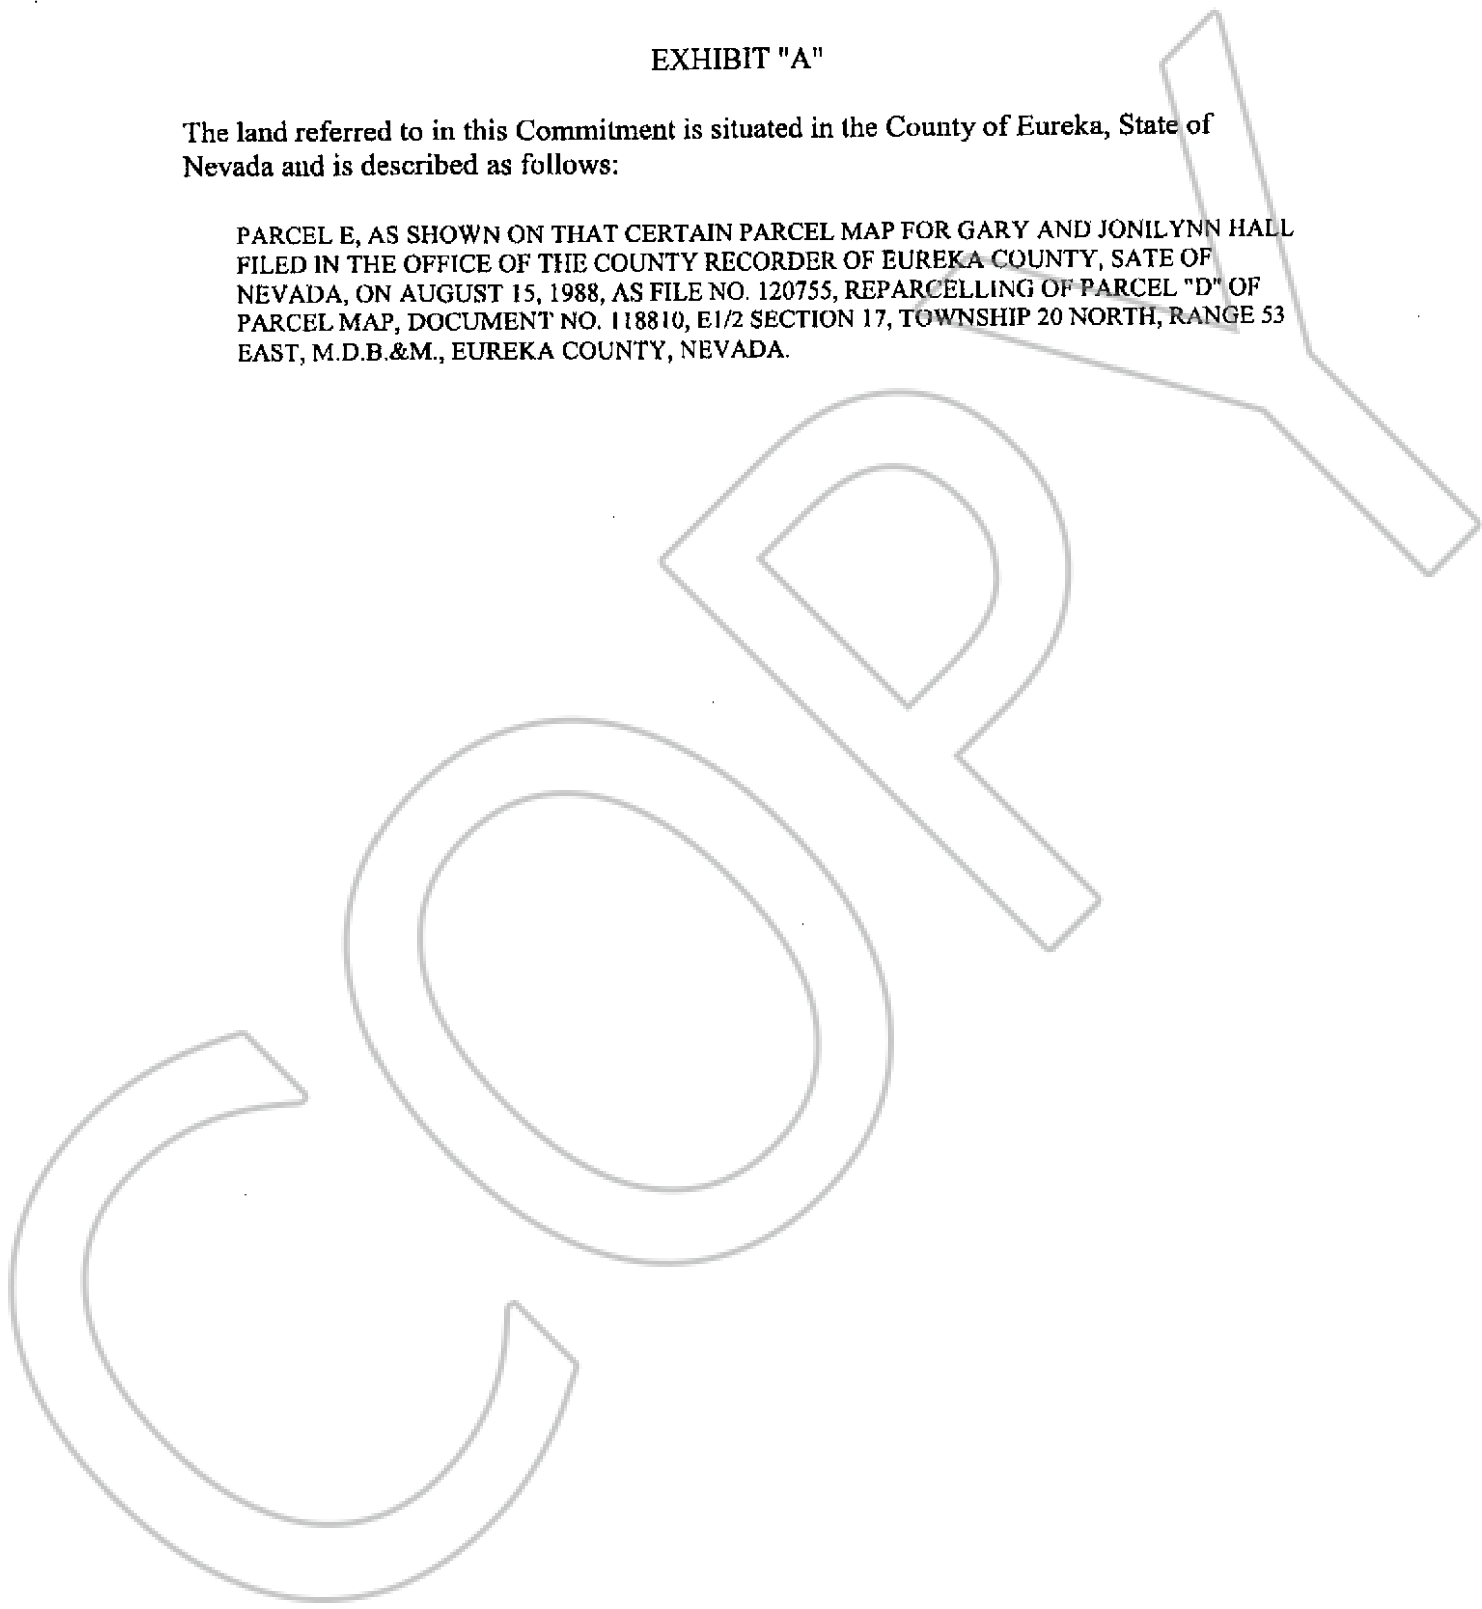 EXHIBIT "A"
The land referred to in this Commitment is situated in the County of Eureka, State of
Nevada and is described as follows:
PARCEL E, AS SHOWN ON THAT CERTAIN PARCEL MAP FOR GARY AND JONILYNN HALL
FILED IN THE OFFICE OF THE COUNTY RECORDER OF EUREKA COUNTY, SATE OF
NEVADA, ON AUGUST 15, 1988, AS FILE NO. 120755, REPARCELLING OF PARCEL "D" OF
PARCEL MAP, DOCUMENT NO. 118810, E1/2 SECTION 17, TOWNSHIP 20 NORTH, RANGE 53
EAST, M.D.B.&M., EUREKA COUNTY, NEVADA.
COPY